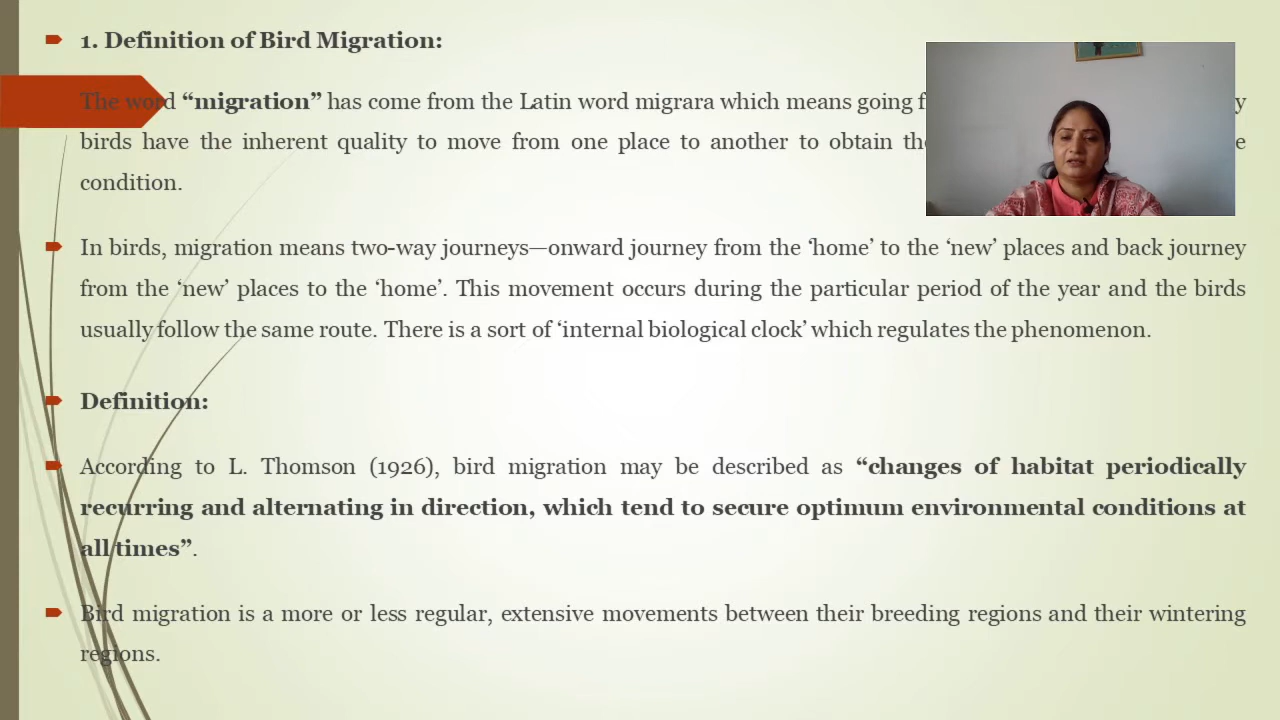 1. Definition of Bird Migration:
The word “migration” has come from the Latin word migrara which means going
birds have the inherent quality to move from one place to another to obtain
condition.
In birds, migration means two-way journeys—onward journey from the ‘home’ to the ‘new’ places and back journey
from the ‘new’ places to the ‘home’. This movement occurs during the particular period of the year and the birds
usually follow the same route. There is a sort of ‘internal biological clock’ which regulates the phenomenon.
Definition:
According to L. Thomson (1926), bird migration may be described as “changes of habitat periodically
recurring and alternating in direction, which tend to secure optimum environmental conditions at
all times”.
Bird migration is a more or less regular, extensive movements between their breeding regions and their wintering
regions.